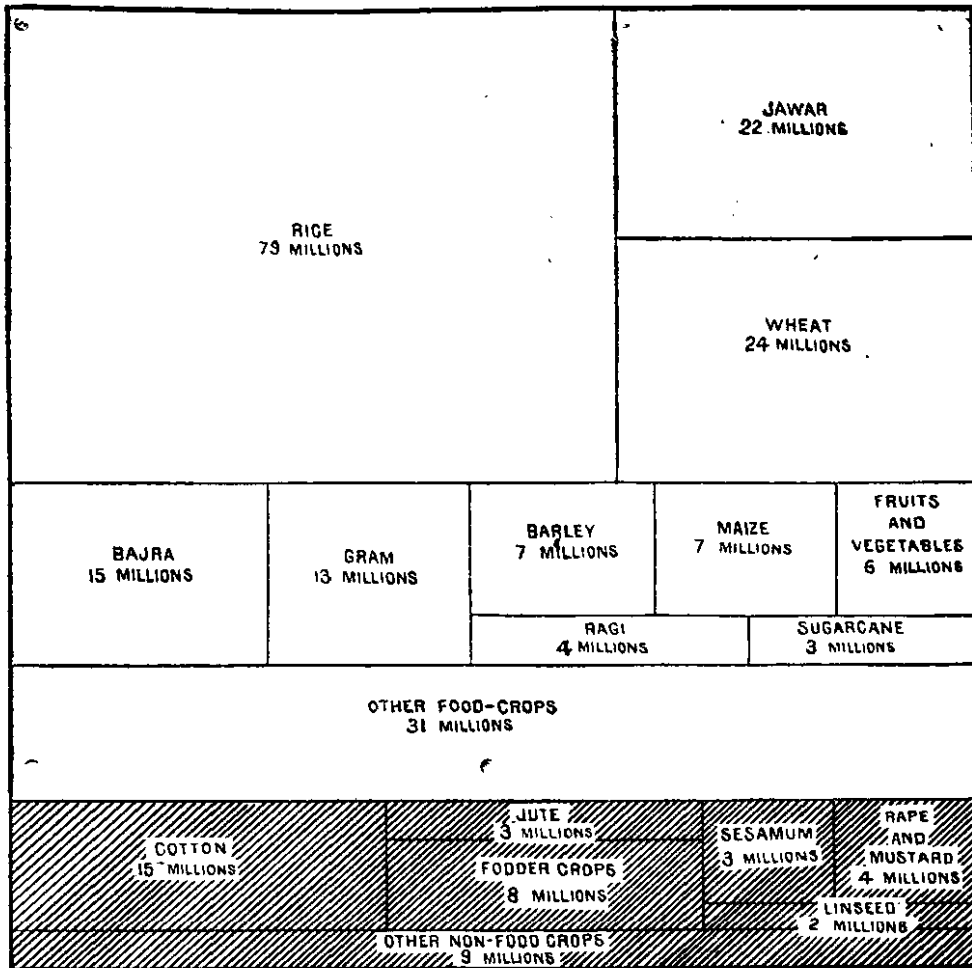 RICE
79 MILLIONS
JAWAR
22 MILLIONS
WHEAT
24 MILLIONS
BAJRA
15 MILLIONS
GRAM
13 MILLIONS
BARLEY
7 MILLIONS
MAIZE
7 MILLIONS
FRUITS
AND
VEGETABLES
6 MILLIONS
RAGI
4 MILLIONS
SUGARCANE
3 MILLIONS
OTHER FOOD-CROPS
31 MILLIONS
COTTON
15 MILLIONS
JUTE
3 MILLIONS
FODDER CROPS
8 MILLIONS
SESAMUM
3 MILLIONS
RAPE
AND
MUSTARD
4 MILLIONS
LINSEED
2 MILLIONS
OTHER NON-FOOD CROPS
9 MILLIONS